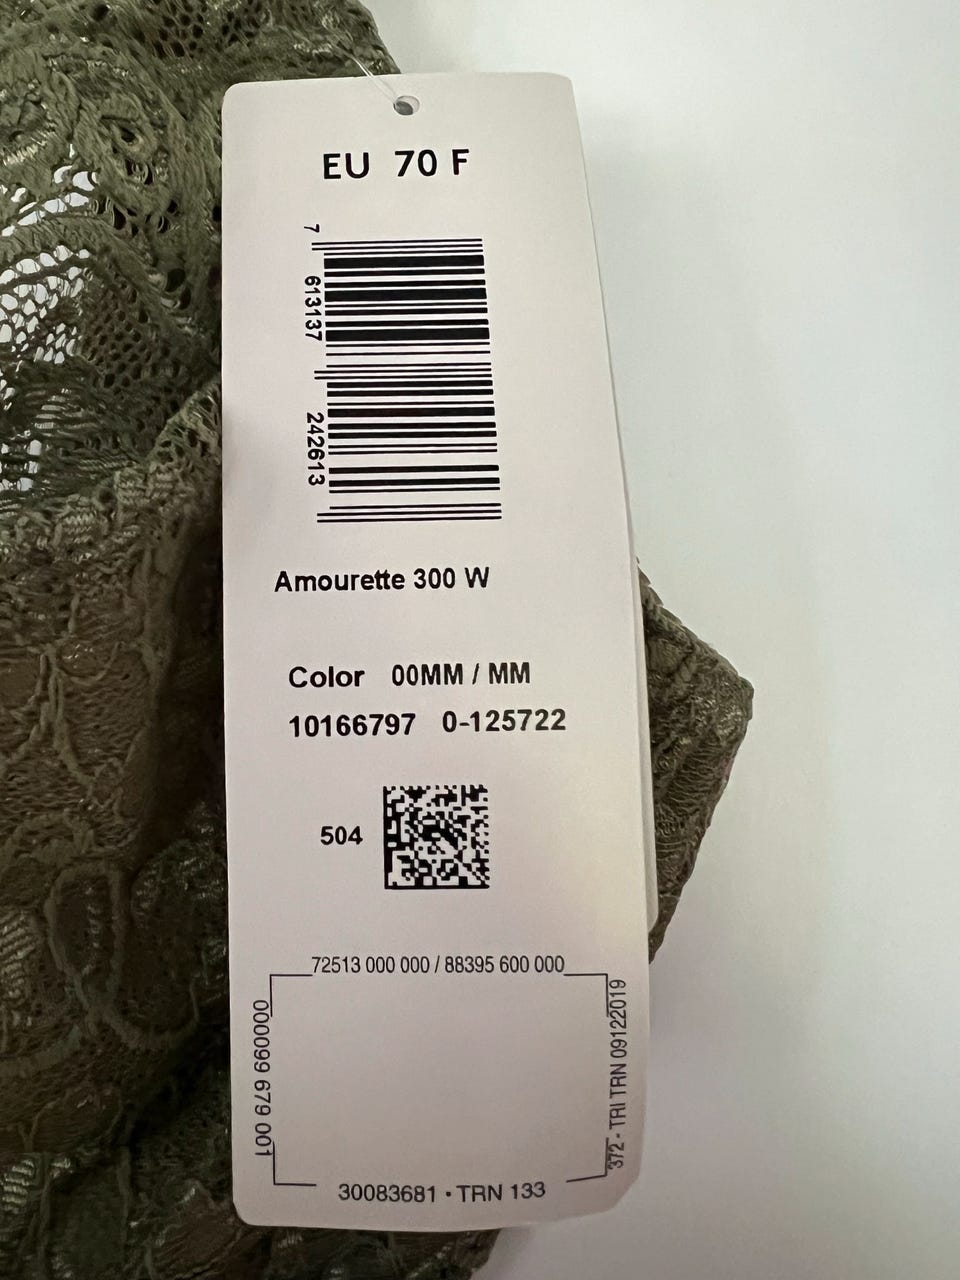 EU 70 F
7 613137 242613
Amourette 300 W
Color 00MM / MM
10166797 0-125722
504
72513 000 000 / 88395 600 000
000099 679 001
372 - TRI TRN 09122019
30083681 • TRN 133